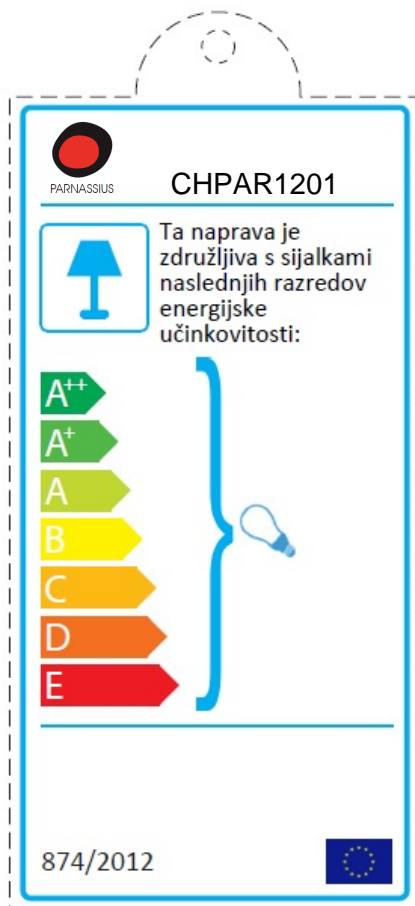 PARNASSIUS
CHPAR1201
Ta naprava je
združljiva s sijalkami
naslednjih razredov
energijske
učinkovitosti:
A++
A+
A
B
C
D
E
874/2012